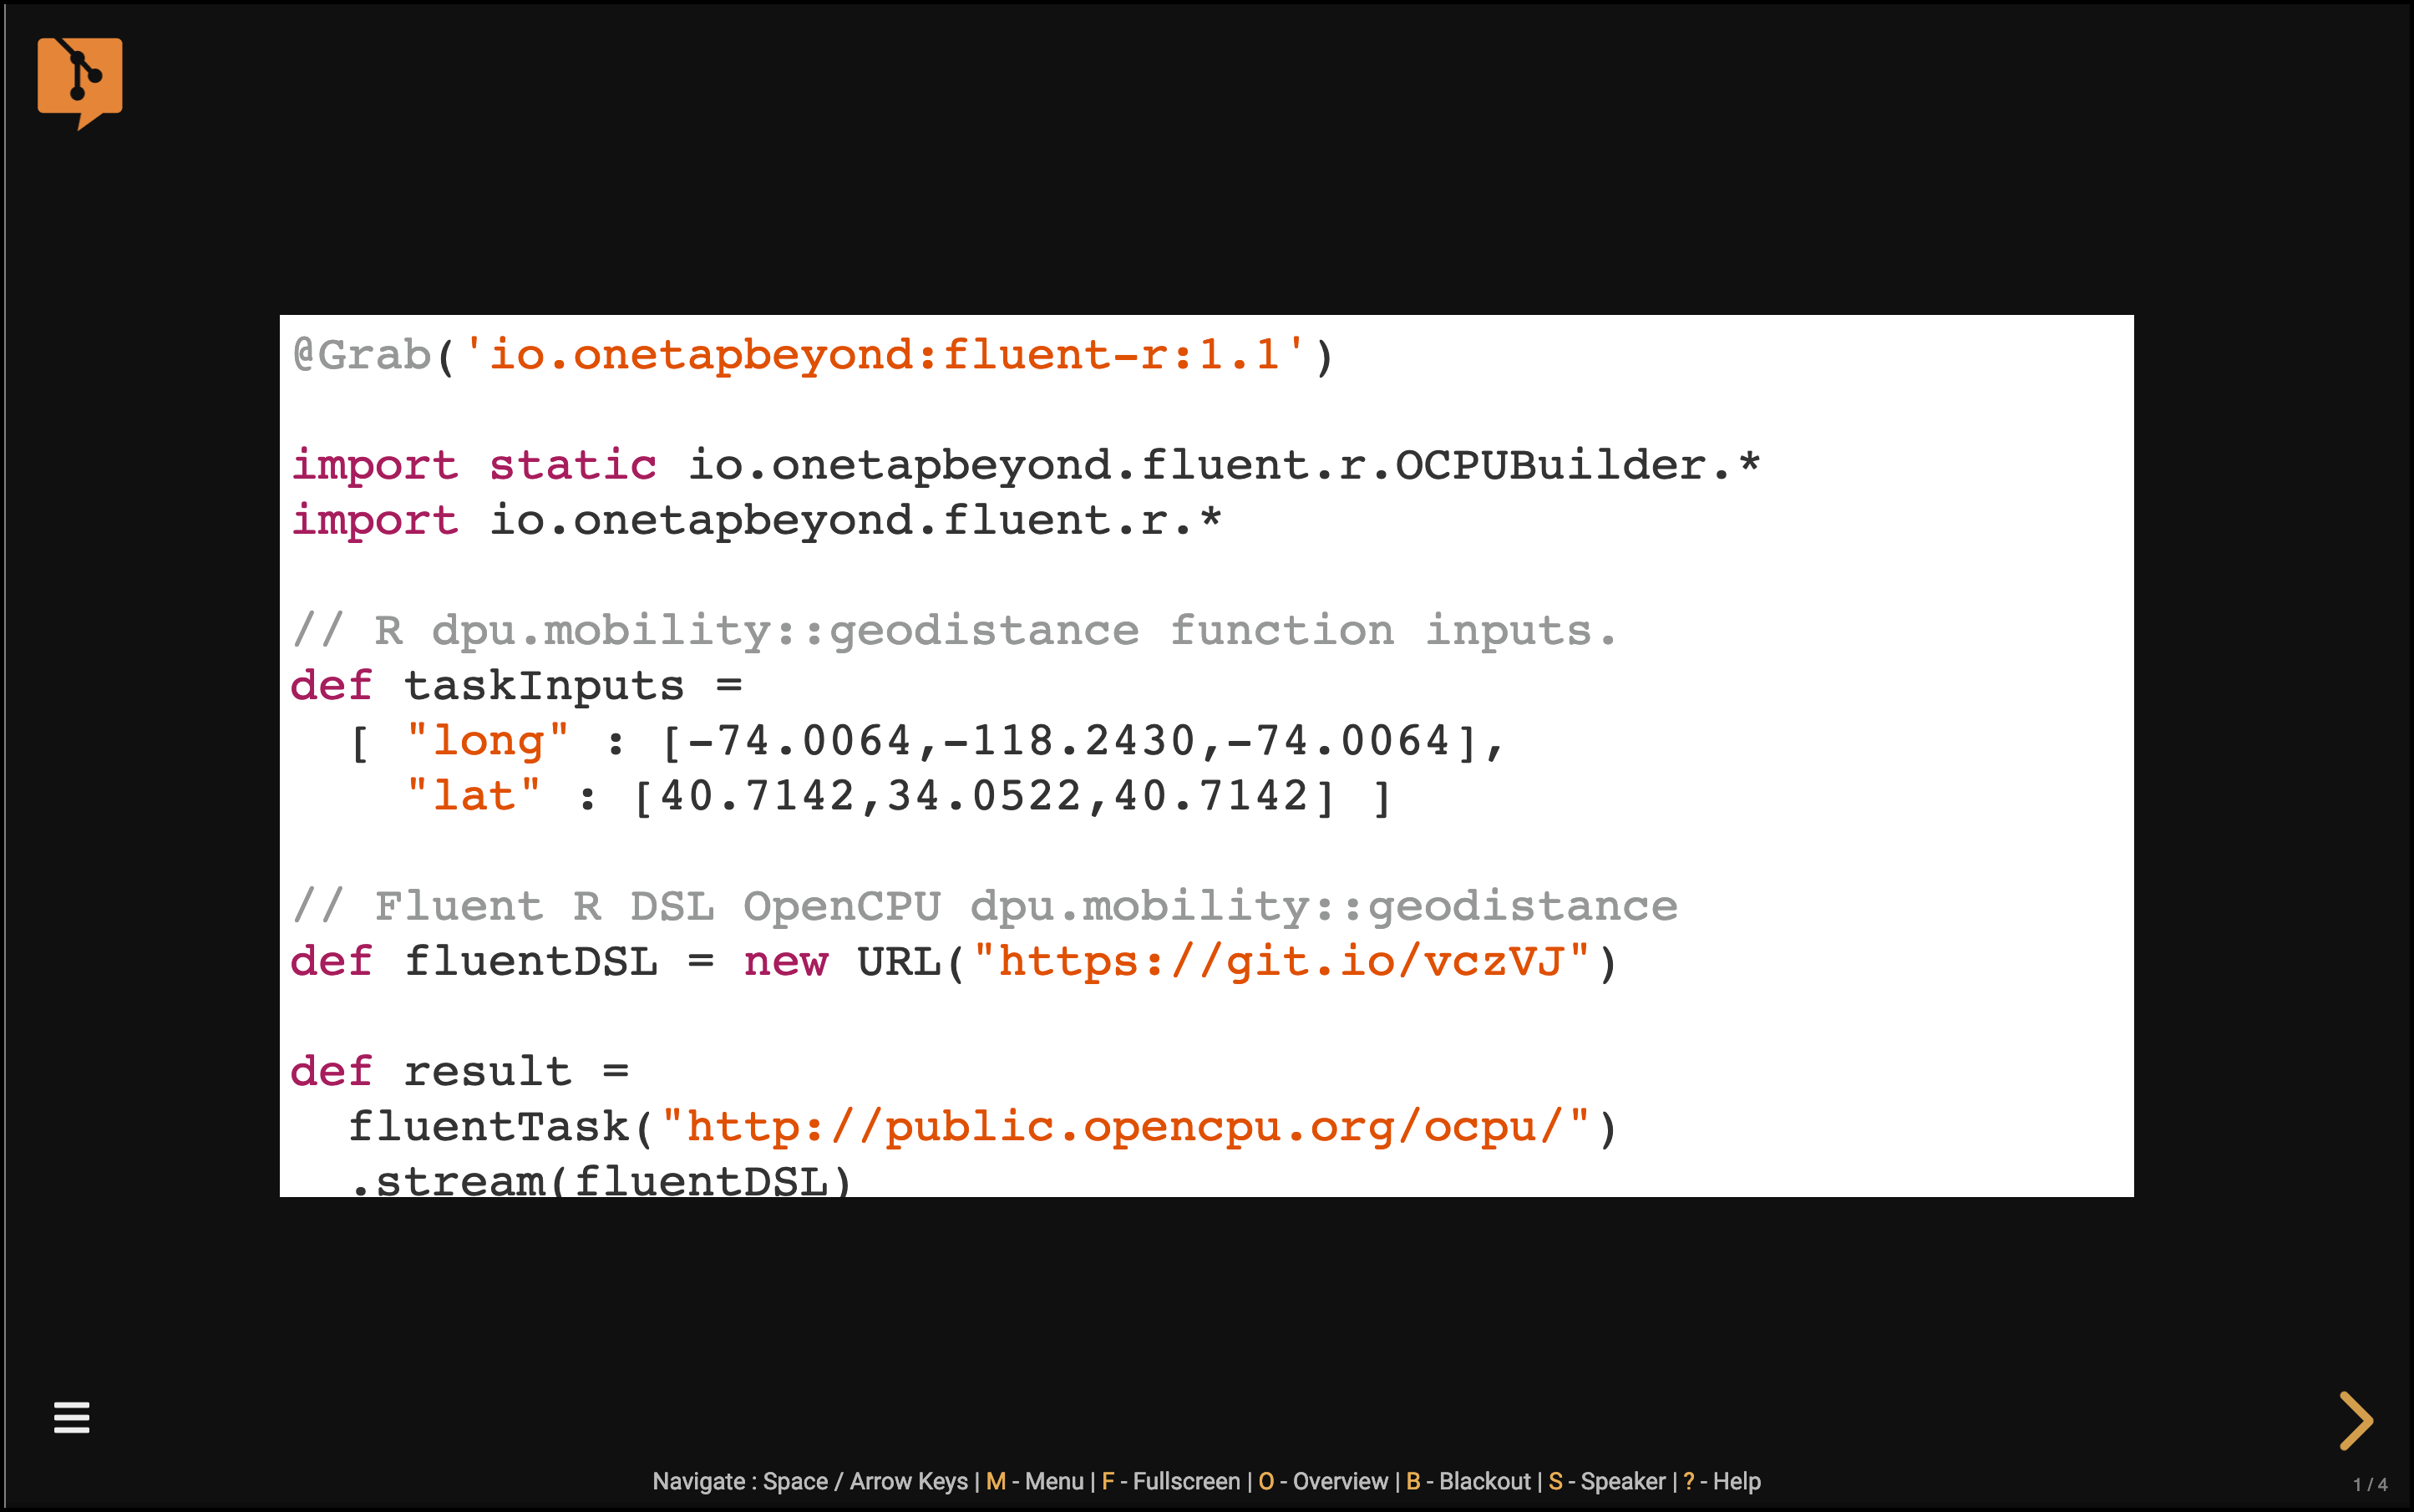 @Grab('io.onetapbeyond:fluent-r:1.1')
import static io.onetapbeyond.fluent.r.OCPUBuilder.*
import io.onetapbeyond.fluent.r.*
// R dpu.mobility::geodistance function inputs.
def taskInputs =
[ "long" : [-74.0064,-118.2430,-74.0064],
"lat" : [40.7142,34.0522,40.7142] ]
// Fluent R DSL OpenCPU dpu.mobility::geodistance
def fluentDSL = new URL("https://git.io/vczVJ")
def result =
fluentTask("http://public.opencpu.org/ocpu/")
.stream(fluentDSL)
Navigate : Space / Arrow Keys | M - Menu | F - Fullscreen | O - Overview | B - Blackout | S - Speaker | ? - Help
1 / 4